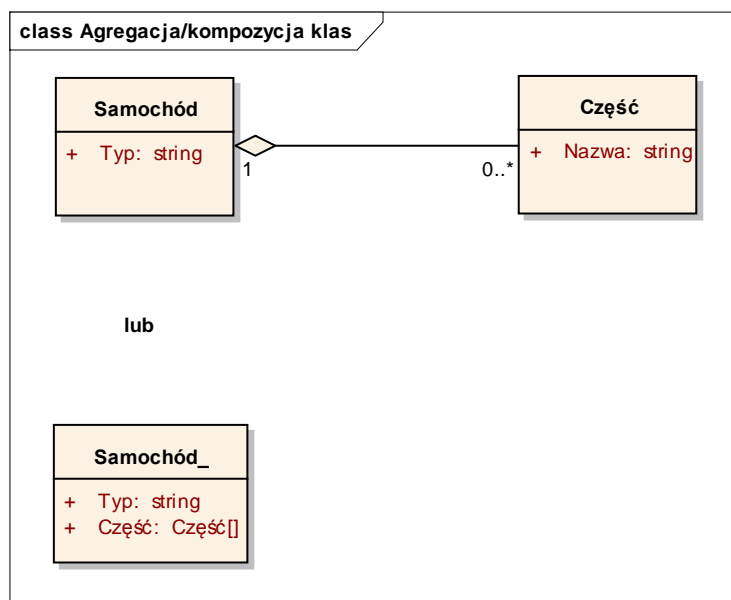 class Agregacja/kompozycja klas
Samochód
+ Typ: string
1
0..*
Część
+ Nazwa: string
lub
Samochód_
+ Typ: string
+ Część: Część[]